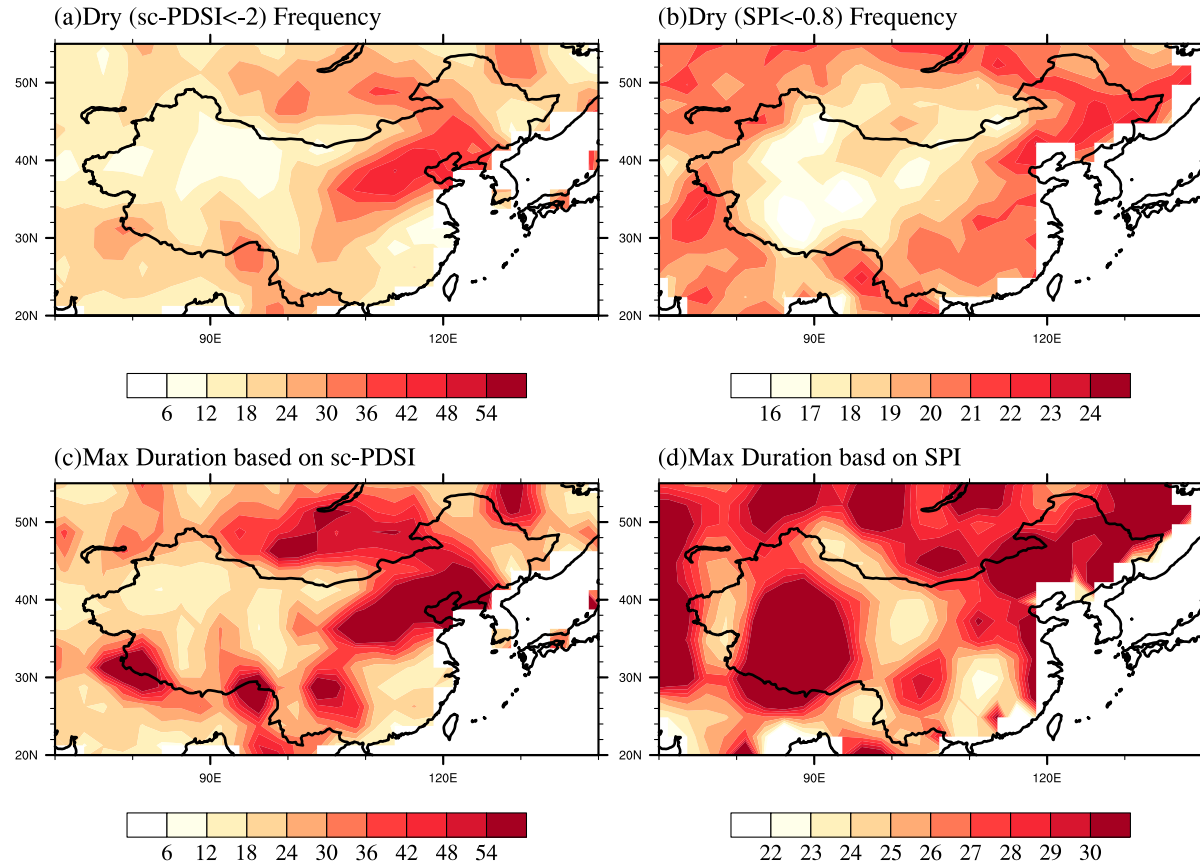 (a)Dry (sc-PDSI<-2) Frequency
(b)Dry (SPI<-0.8) Frequency
50N
40N
30N
20N
90E
120E
50N
40N
30N
20N
90E
120E
6 12 18 24 30 36 42 48 54
16 17 18 19 20 21 22 23 24
(c)Max Duration based on sc-PDSI
(d)Max Duration basd on SPI
50N
40N
30N
20N
90E
120E
50N
40N
30N
20N
90E
120E
6 12 18 24 30 36 42 48 54
22 23 24 25 26 27 28 29 30